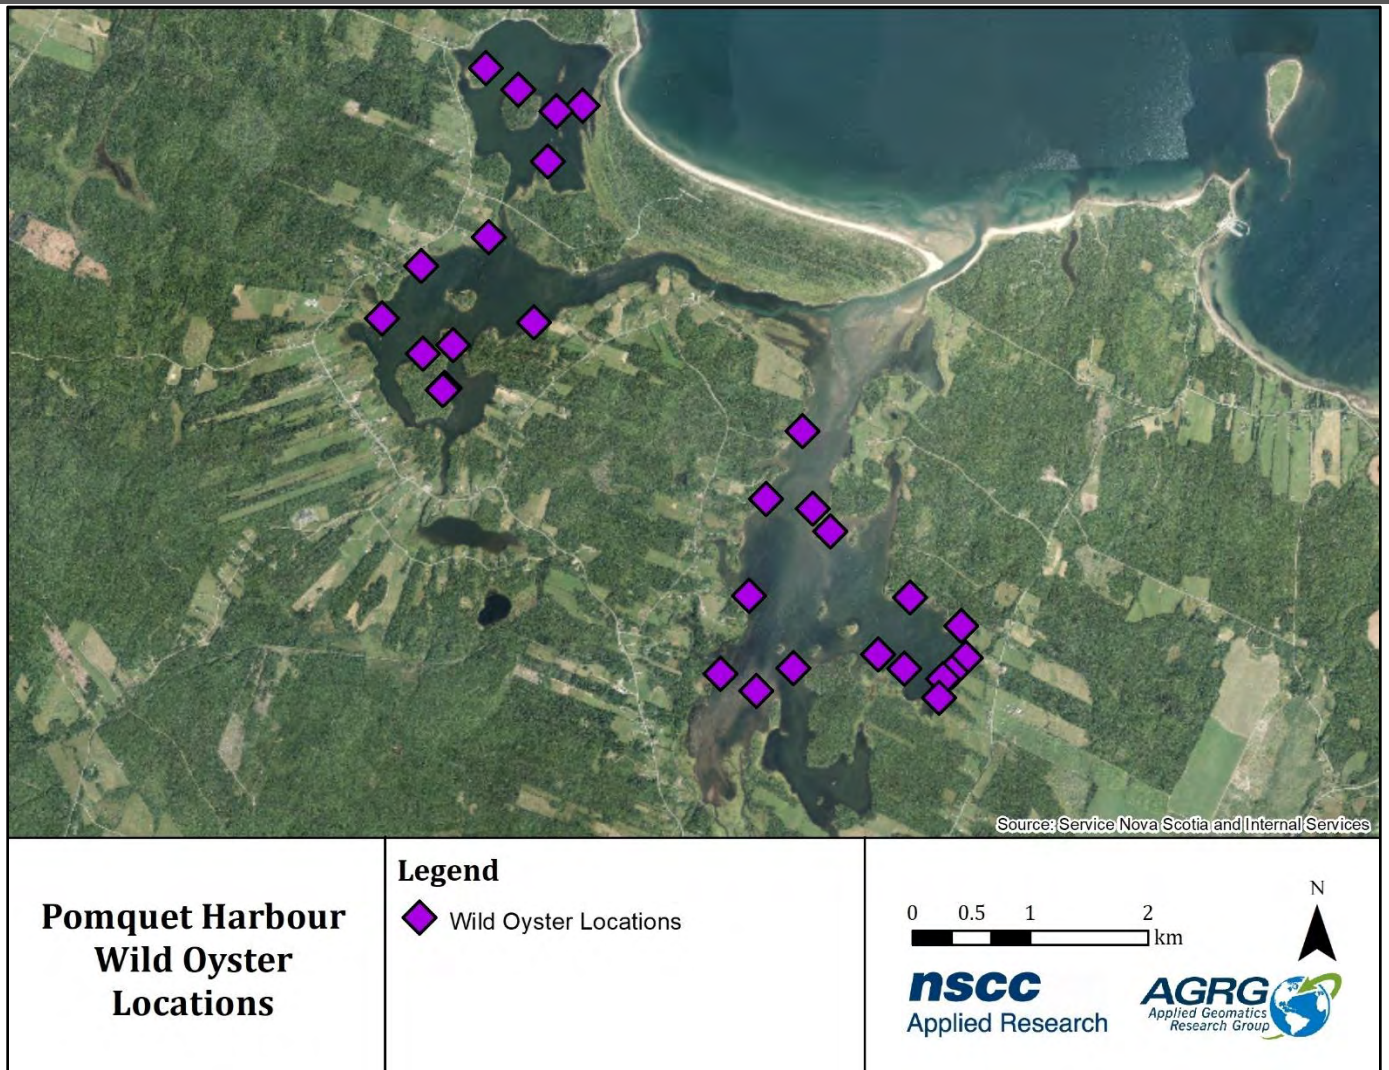 Source: Service Nova Scotia and Internal Services
Pomquet Harbour
Wild Oyster
Locations
Legend
Wild Oyster Locations
0 0.5 1 2
km
N
nscc
Applied Research
AGRG
Applied Geomatics
Research Group